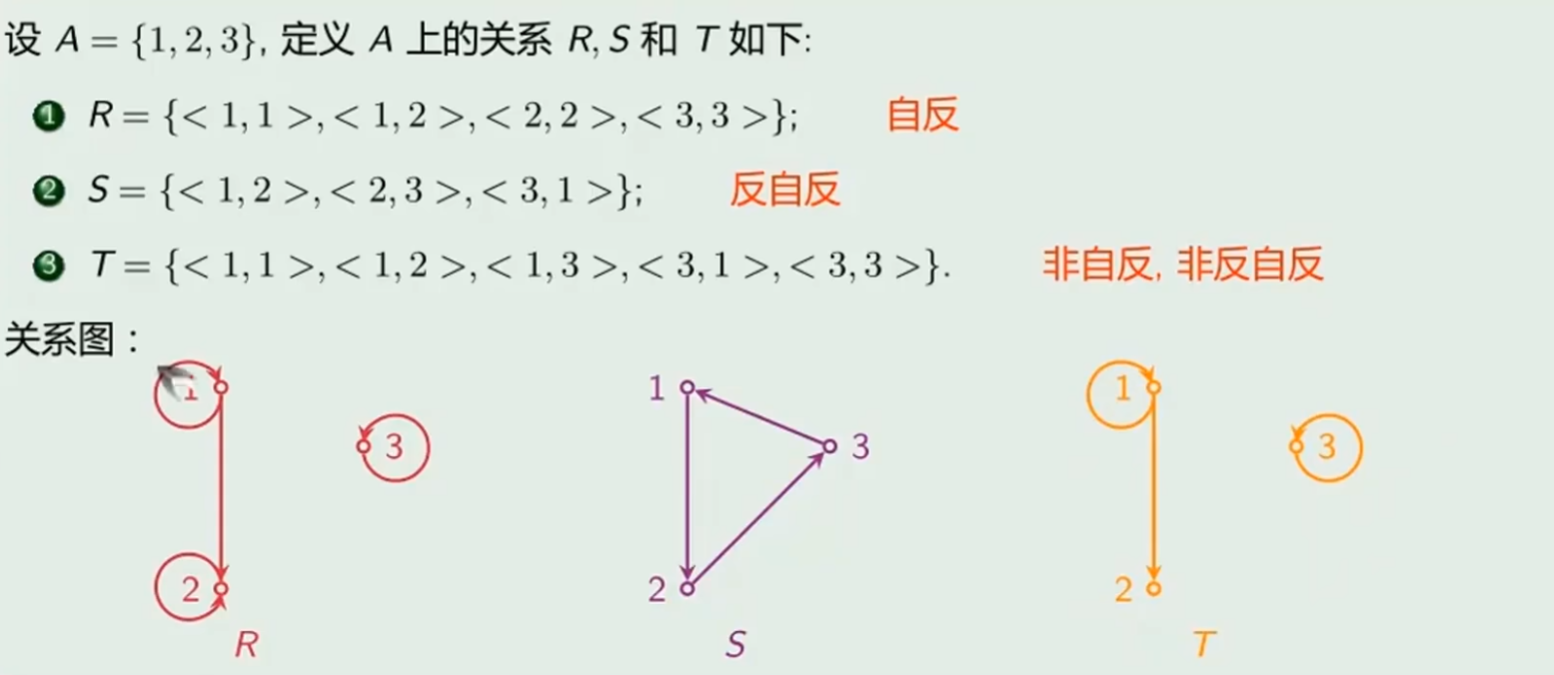 设 A = {1, 2, 3}, 定义 A 上的关系 R, S 和 T 如下:
1 R = {< 1, 1 >, < 1, 2 >, < 2, 2 >, < 3, 3 >}; 自反
2 S = {< 1, 2 >, < 2, 3 >, < 3, 1 >}; 反自反
3 T = {< 1, 1 >, < 1, 2 >, < 1, 3 >, < 3, 1 >, < 3, 3 >}. 非自反, 非反自反
关系图：
1 1 1
3 3 3
2 2 2
R S T